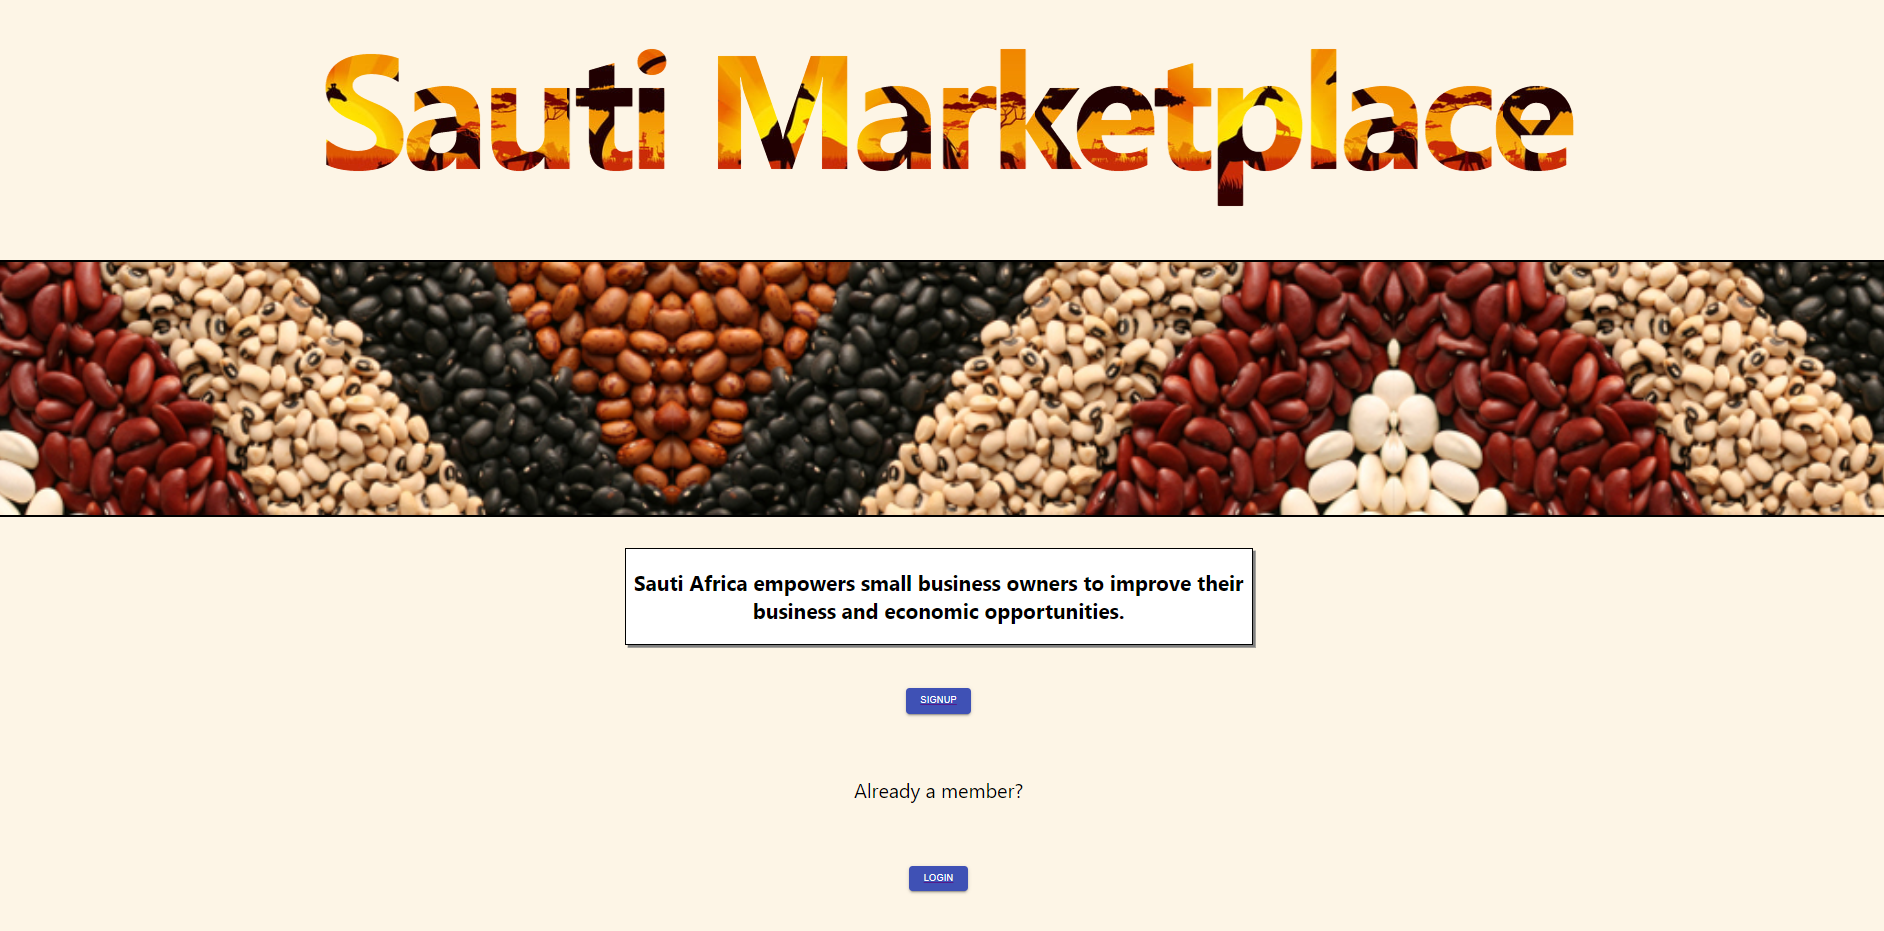 Sauti Marketplace
Sauti Africa empowers small business owners to improve their
business and economic opportunities.
SIGNUP
Already a member?
LOGIN